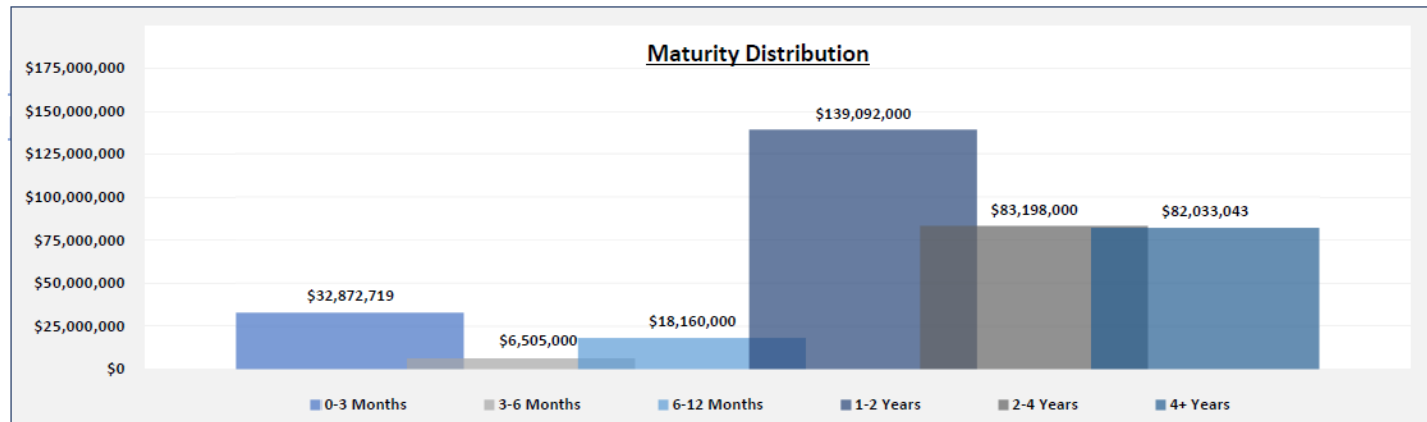 Maturity Distribution
$175,000,000
$150,000,000
$125,000,000
$100,000,000
$75,000,000
$50,000,000
$25,000,000
$0
$32,872,719
$6,505,000
$18,160,000
$139,092,000
$83,198,000
$82,033,043
0-3 Months
3-6 Months
6-12 Months
1-2 Years
2-4 Years
4+ Years